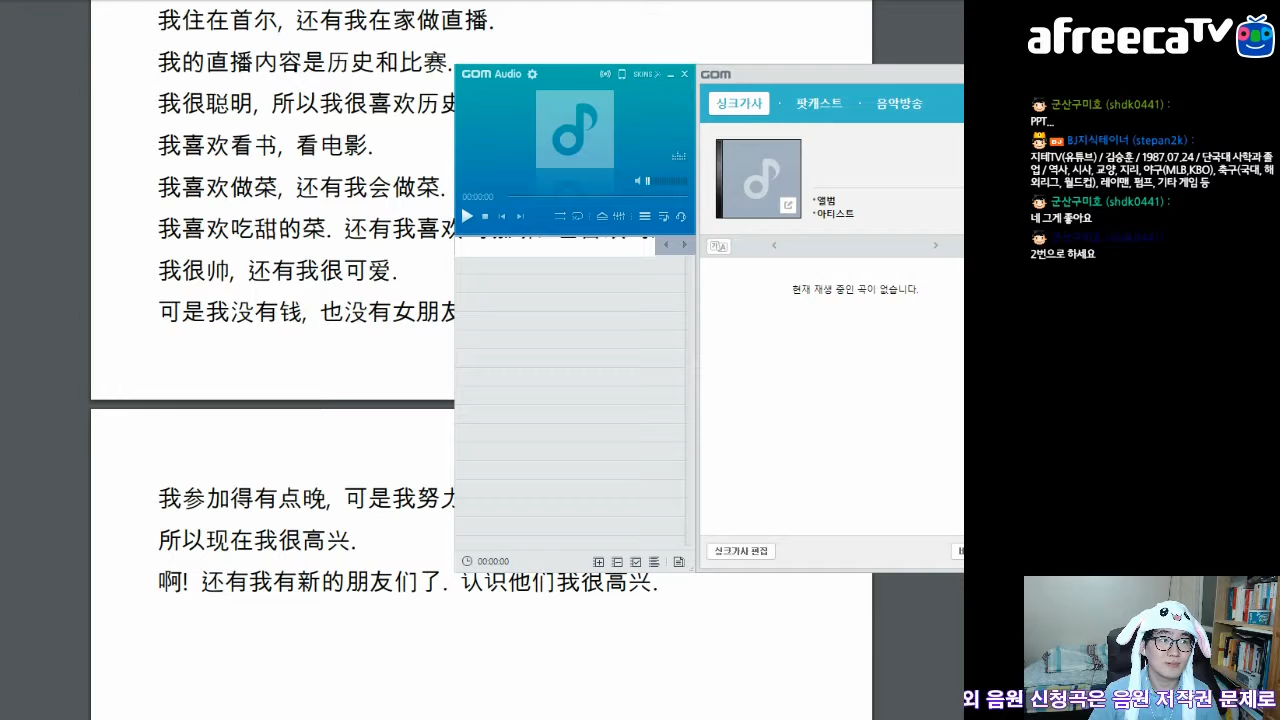 我住在首尔, 还有我在家做直播.
我的直播内容是历史和比赛.
我很聪明, 所以我很喜欢历史
我喜欢看书, 看电影.
我喜欢做菜, 还有我会做菜.
我喜欢吃甜的菜. 还有我喜欢
我很帅, 还有我很可爱.
可是我没有钱, 也没有女朋友
我参加得有点晚, 可是我努力
所以现在我很高兴.
啊! 还有我有新的朋友们了. 认识他们我很高兴.
GOM Audio
SKINS
00:00:00
00:00:00
GOM
싱크가사 · 팟캐스트 · 음악방송
*앨범
*아티스트
가/A
현재 재생 중인 곡이 없습니다.
싱크가사 편집
afreecaTV
군산구미호 (shdk0441) :
PPT...
BJ지식테이너 (stepan2k) :
지테TV(유튜브) / 김승훈 / 1987.07.24 / 단국대 사학과 졸
업 / 역사, 시사, 교양, 지리, 야구(MLB,KBO), 축구(국대, 해
외리그, 월드컵), 레이맨, 펌프, 기타 게임 등
군산구미호 (shdk0441) :
네 그게 좋아요
군산구미호 (shdk0441) :
2번으로 하세요
외 음원 신청곡은 음원 저작권 문제로